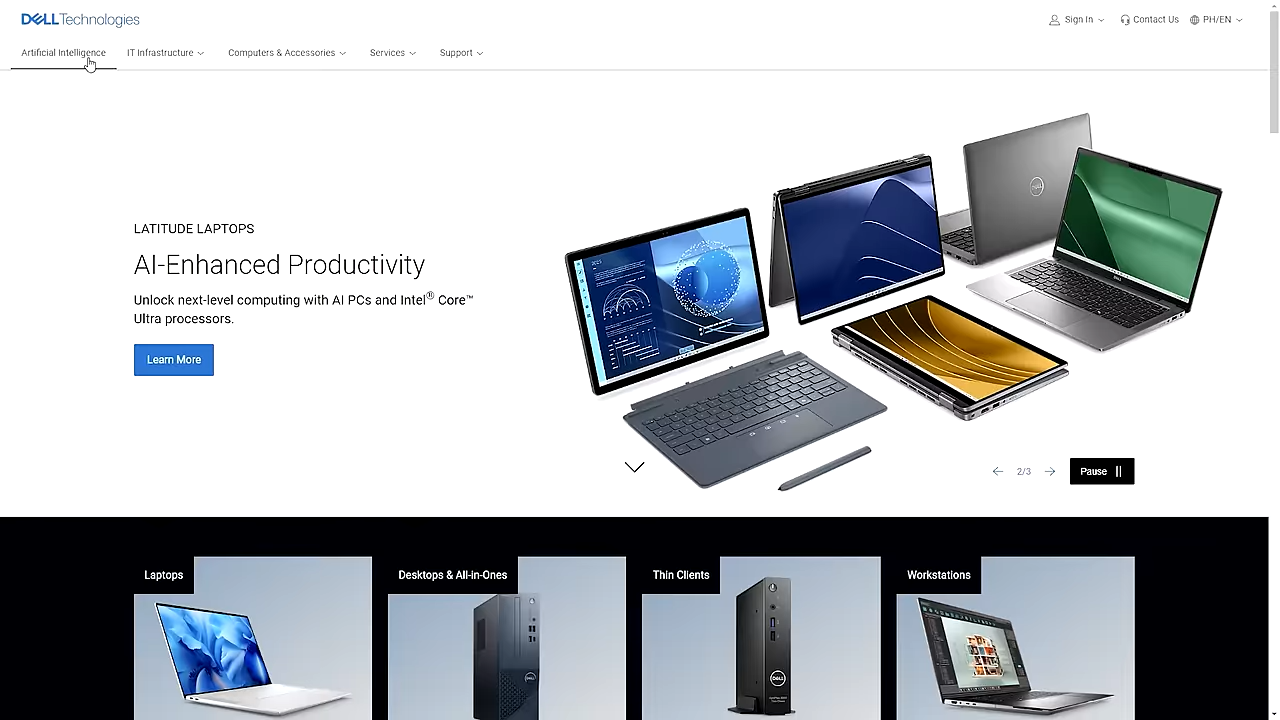 DELLTechnologies
Sign In
Contact Us
PH/EN
Artificial Intelligence
IT Infrastructure
Computers & Accessories
Services
Support
LATITUDE LAPTOPS
AI-Enhanced Productivity
Unlock next-level computing with AI PCs and Intel® Core™
Ultra processors.
Learn More
2/3
Pause
Laptops
Desktops & All-in-Ones
Thin Clients
Workstations
DELL